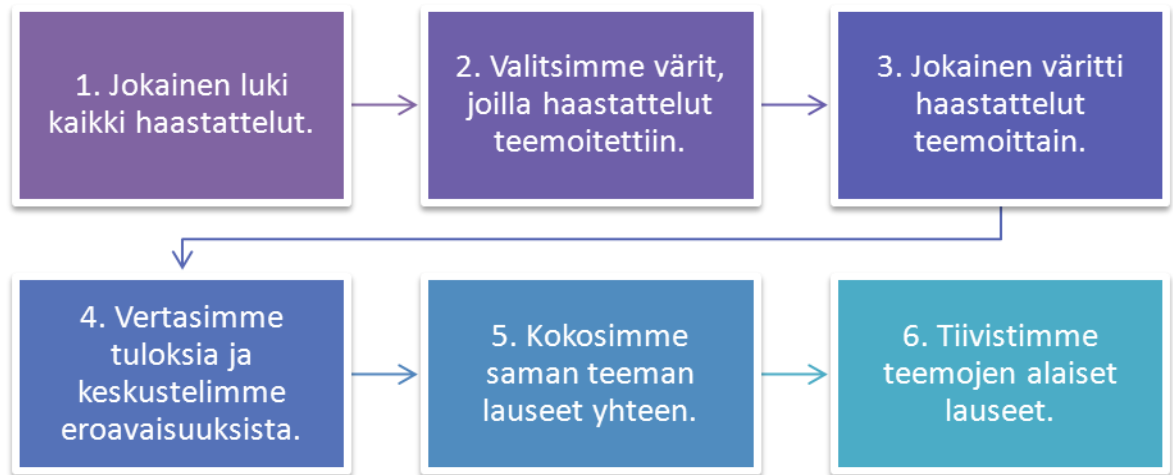 1. Jokainen luki
kaikki haastattelut.
2. Valitsimme värit,
joilla haastattelut
teemoitettiin.
3. Jokainen väritti
haastattelut
teemoittain.
4. Vertasimme
tuloksia ja
keskustelimme
eroavaisuuksista.
5. Kokosimme
saman teeman
lauseet yhteen.
6. Tiivistimme
teemojen alaiset
lauseet.